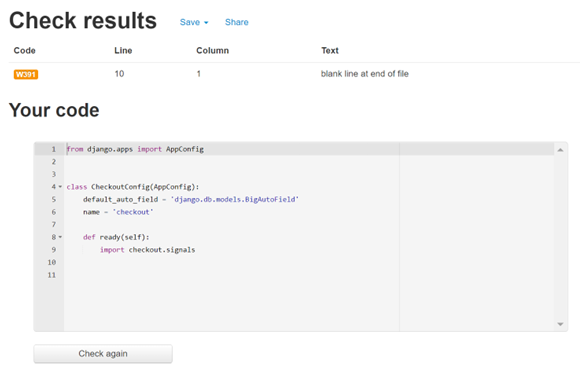 Check results Save Share
Code Line Column Text
W391 10 1 blank line at end of file
Your code
1 from django.apps import AppConfig
2
3
4 class CheckoutConfig(AppConfig):
5 default_auto_field = 'django.db.models.BigAutoField'
6 name = 'checkout'
7
8 def ready(self):
9 import checkout.signals
10
11
Check again